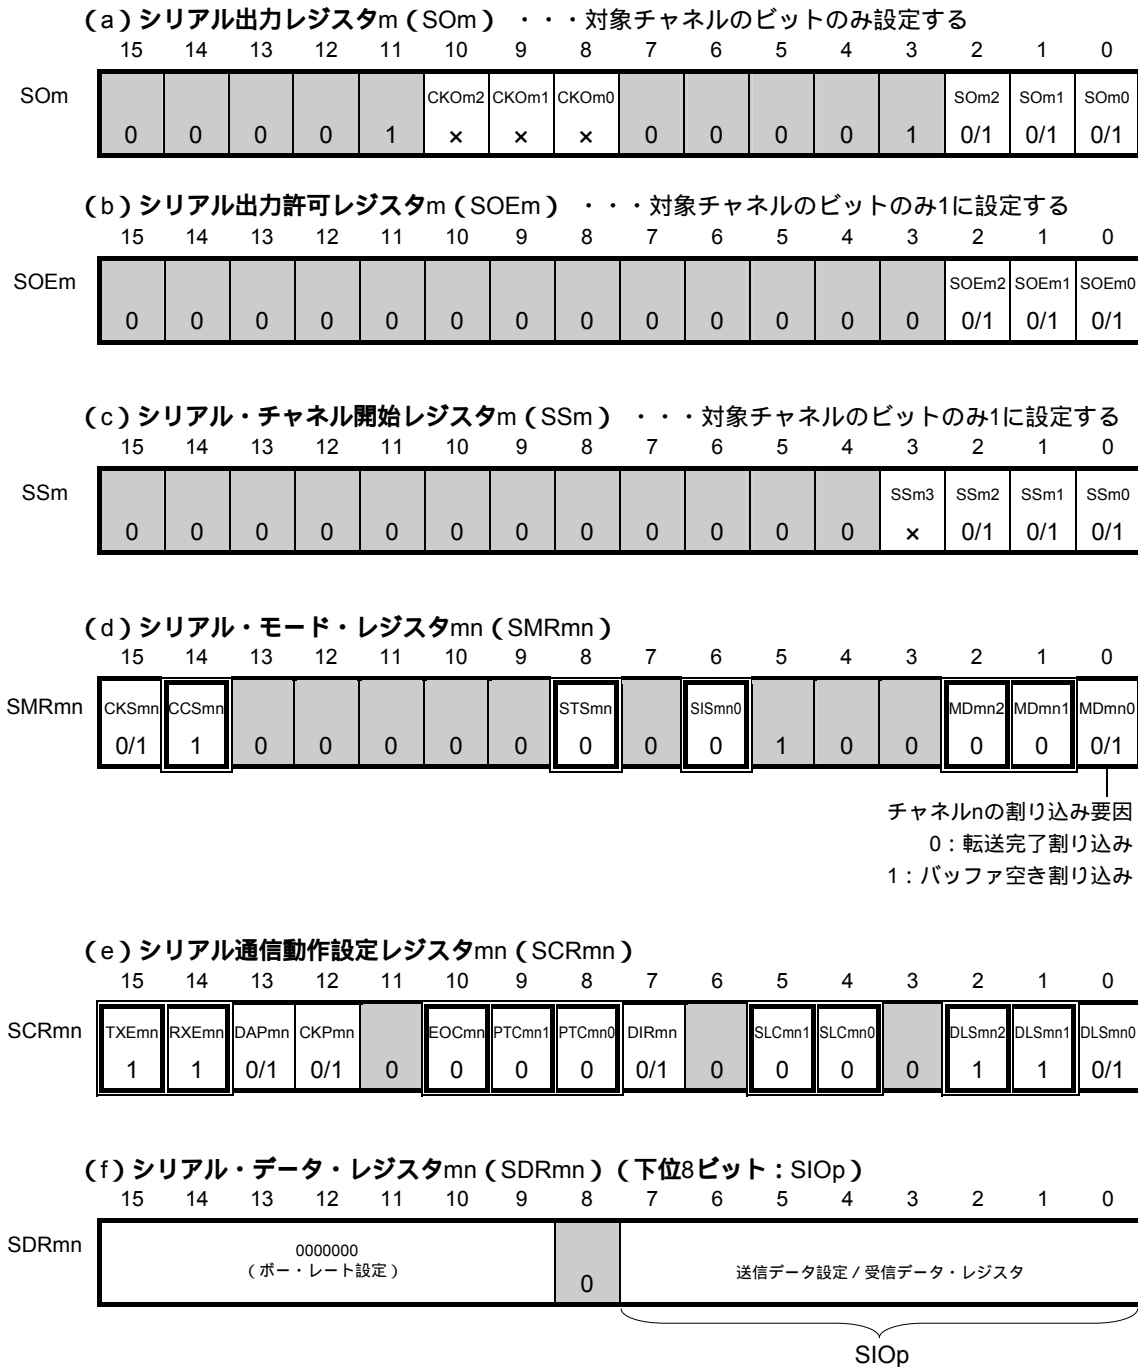 (a)シリアル出力レジスタm(SOm) ・・・対象チャネルのビットのみ設定する
15 14 13 12 11 10 9 8 7 6 5 4 3 2 1 0
SOm CKOm2 CKOm1 CKOm0 SOm2 SOm1 SOm0
0 0 0 0 1 × × × 0 0 0 0 1 0/1 0/1 0/1
(b)シリアル出力許可レジスタm(SOEm) ・・・対象チャネルのビットのみ1に設定する
15 14 13 12 11 10 9 8 7 6 5 4 3 2 1 0
SOEm SOEm2 SOEm1 SOEm0
0 0 0 0 0 0 0 0 0 0 0 0 0 0/1 0/1 0/1
(c)シリアル・チャネル開始レジスタm(SSm) ・・・対象チャネルのビットのみ1に設定する
15 14 13 12 11 10 9 8 7 6 5 4 3 2 1 0
SSm SSm3 SSm2 SSm1 SSm0
0 0 0 0 0 0 0 0 0 0 0 0 × 0/1 0/1 0/1
(d)シリアル・モード・レジスタmn(SMRmn)
15 14 13 12 11 10 9 8 7 6 5 4 3 2 1 0
SMRmn CKSmn CCSmn STSmn SISmn0 MDmn2 MDmn1 MDmn0
0/1 1 0 0 0 0 0 0 0 0 1 0 0 0 0 0/1
チャネルnの割り込み要因
0:転送完了割り込み
1:バッファ空き割り込み
(e)シリアル通信動作設定レジスタmn(SCRmn)
15 14 13 12 11 10 9 8 7 6 5 4 3 2 1 0
SCRmn TXEmn RXEmn DAPmn CKPmn EOCmn PTCmn1 PTCmn0 DIRmn SLCmn1 SLCmn0 DLSmn2 DLSmn1 DLSmn0
1 1 0/1 0/1 0 0 0 0 0/1 0 0 0 0 1 1 0/1
(f)シリアル・データ・レジスタmn(SDRmn)(下位8ビット:SIOp)
15 14 13 12 11 10 9 8 7 6 5 4 3 2 1 0
SDRmn 0000000
(ボー・レート設定) 0 送信データ設定/受信データ・レジスタ
SIOp